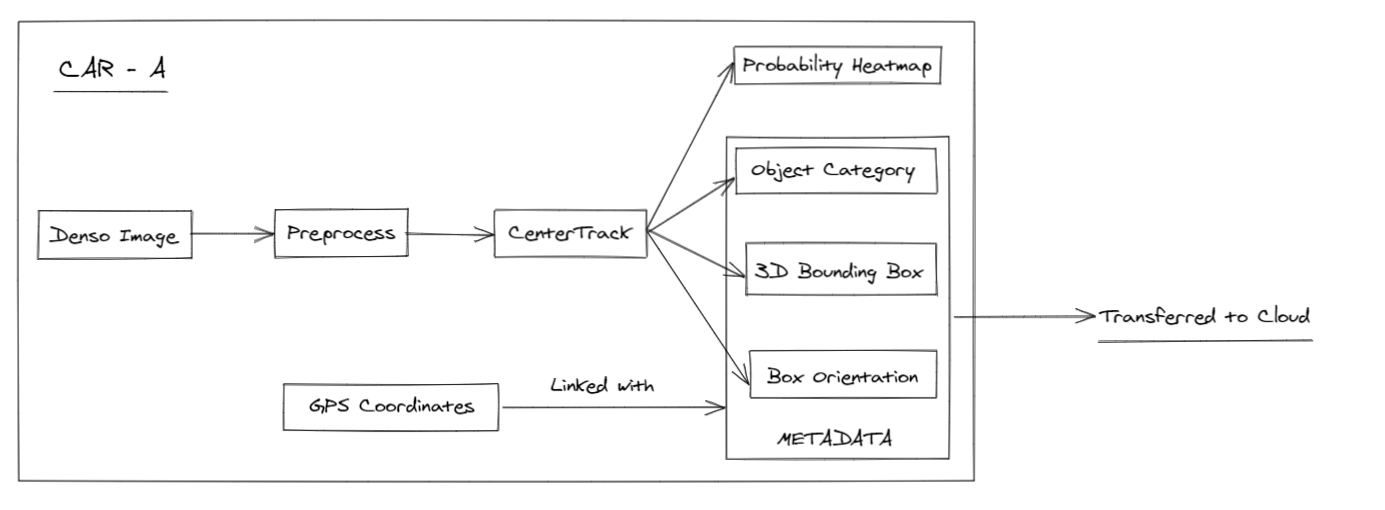 CAR - A
Probability Heatmap
Object Category
Denso Image
Preprocess
CenterTrack
3D Bounding Box
Transferred to Cloud
Box Orientation
Linked with
GPS Coordinates
METADATA